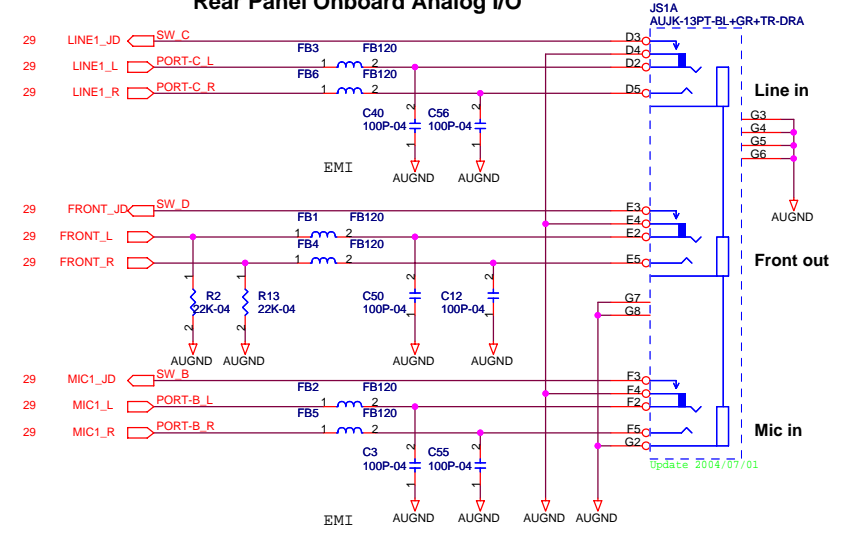 Rear Panel Onboard Analog I/O
JS1A
AUJK-13PT-BL+GR+TR-DRA
29 LINE1_JD SW_C D3
FB3 FB120 D4
29 LINE1_L PORT-C_L 1 2 D2
FB6 FB120
29 LINE1_R PORT-C_R 1 2 D5 Line in
C40 2 C56 2 G3
100P-04 100P-04 G4
1 1 G5
EMI G6
AUGND AUGND
AUGND
29 FRONT_JD SW_D E3
FB1 FB120 E4
29 FRONT_L 1 2 E2
FB4 FB120
29 FRONT_R 1 2 E5 Front out
1 1 2 2
R2 R13 C50 C12 G7
22K-04 22K-04 100P-04 100P-04 G8
2 2 1 1
AUGND AUGND AUGND AUGND
29 MIC1_JD SW_B F3
FB2 FB120 F4
29 MIC1_L PORT-B_L 1 2 F2
FB5 FB120
29 MIC1_R PORT-B_R 1 2 F5 Mic in
G2
C3 2 C55 2
100P-04 100P-04 Update 2004/07/01
1 1
EMI AUGND AUGND AUGND AUGND